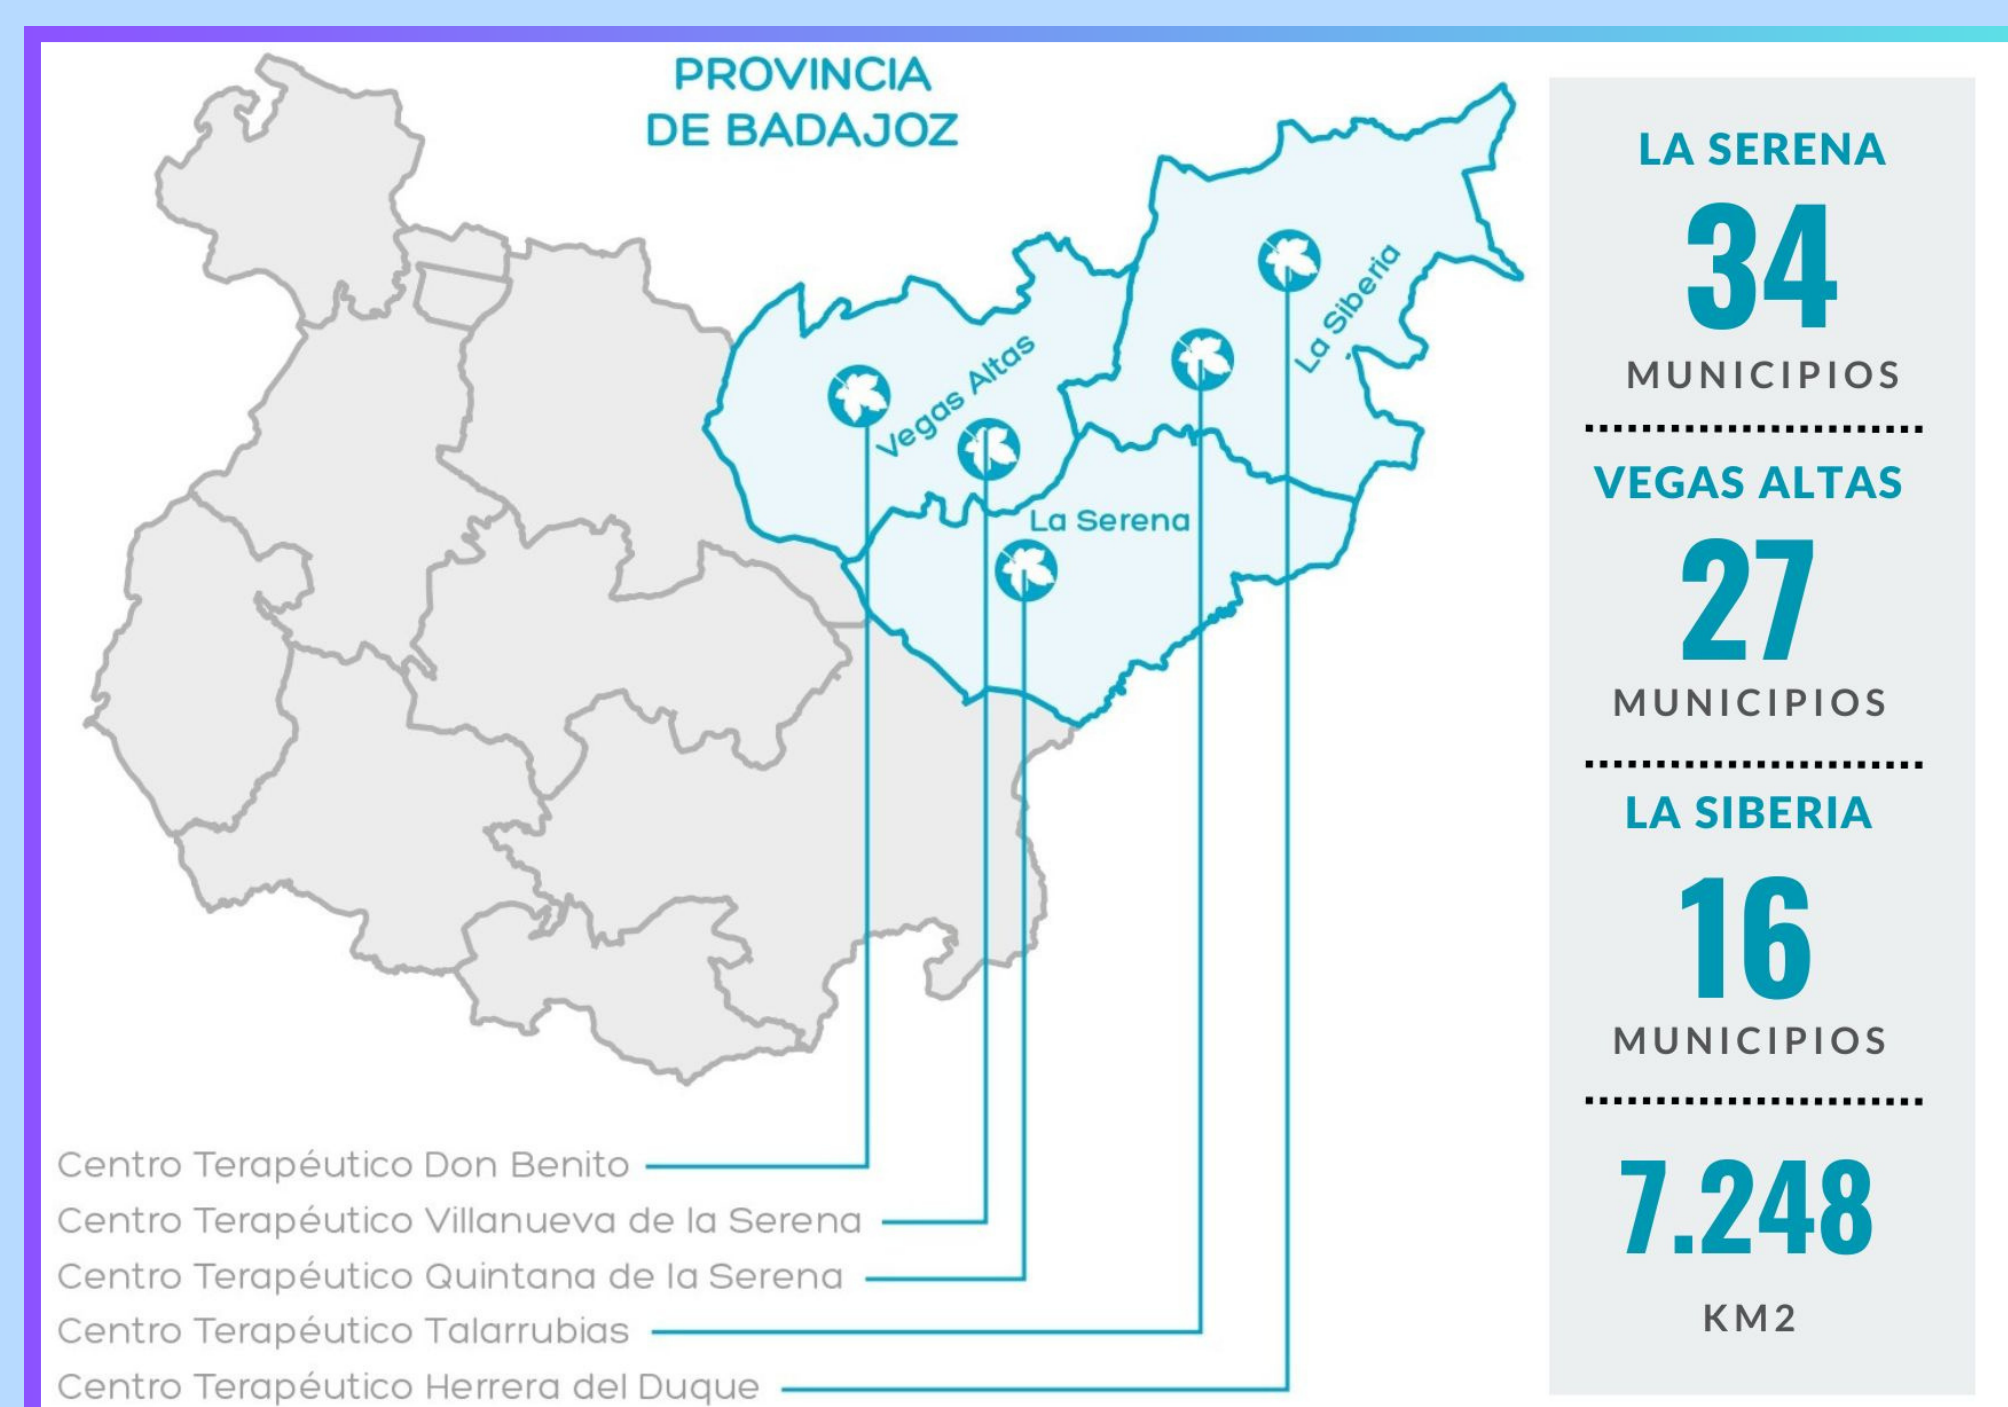 PROVINCIA
DE BADAJOZ
Vegas Altas
La Siberia
La Serena
Centro Terapéutico Don Benito
Centro Terapéutico Villanueva de la Serena
Centro Terapéutico Quintana de la Serena
Centro Terapéutico Talarrubias
Centro Terapéutico Herrera del Duque
LA SERENA
34
MUNICIPIOS
VEGAS ALTAS
27
MUNICIPIOS
LA SIBERIA
16
MUNICIPIOS
7.248
KM2